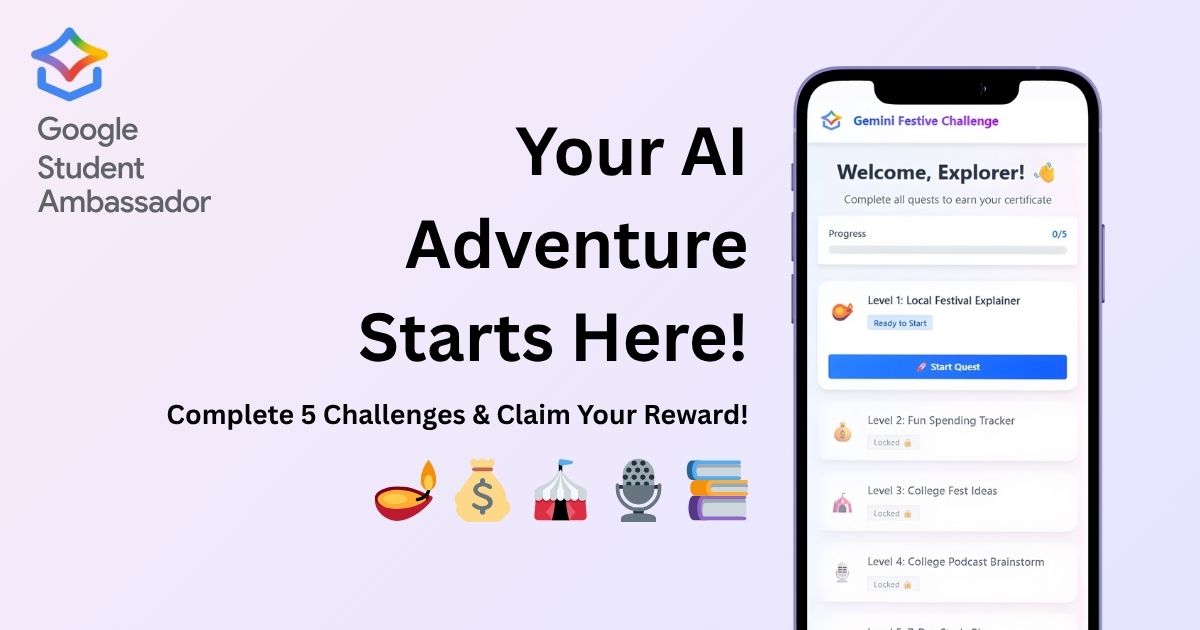 Google
Student
Ambassador
Your AI
Adventure
Starts Here!
Complete 5 Challenges & Claim Your Reward!
Gemini Festive Challenge
Welcome, Explorer!
Complete all quests to earn your certificate
Progress 0/5
Level 1: Local Festival Explainer
Ready to Start
Start Quest
Level 2: Fun Spending Tracker
Locked
Level 3: College Fest Ideas
Locked
Level 4: College Podcast Brainstorm
Locked